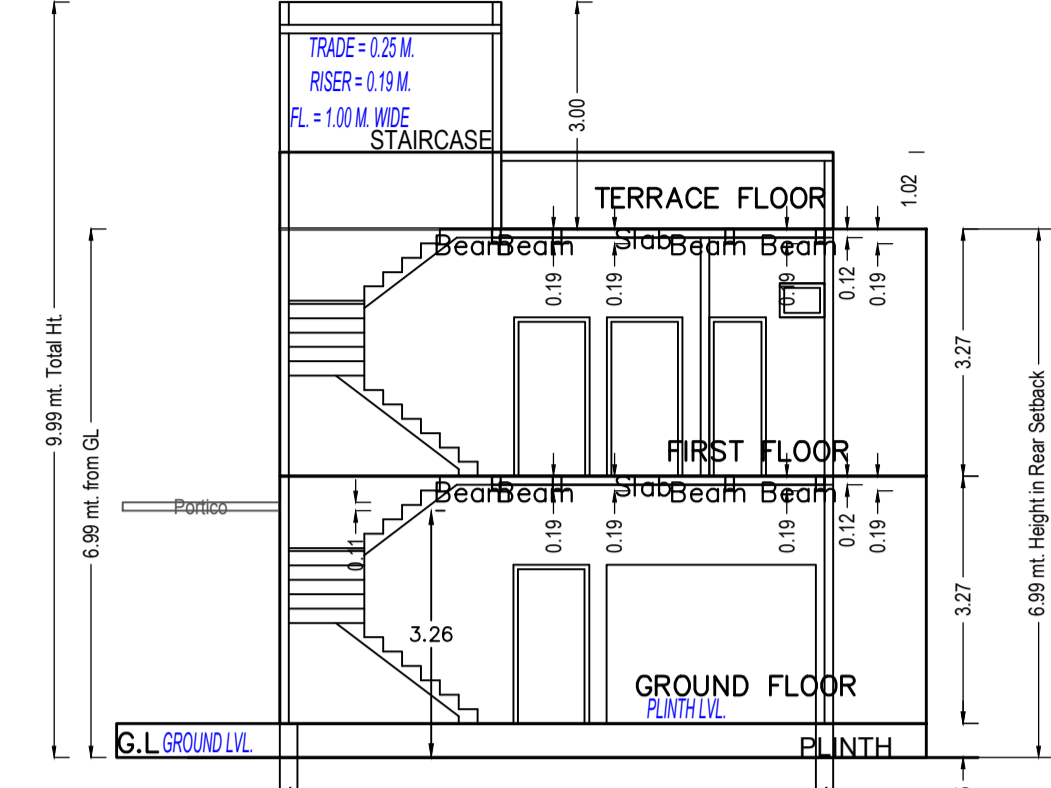 TRADE = 0.25 M.
RISER = 0.19 M.
FL. = 1.00 M. WIDE
STAIRCASE
3.00
1.02
TERRACE FLOOR
Beam Beam Slab Beam Beam
0.19 0.19 0.19 0.12 0.19
9.99 mt. Total Ht.
6.99 mt. from GL
3.27
6.99 mt. Height in Rear Setback
FIRST FLOOR
Beam Beam Slab Beam Beam
Portico
0.11
0.19 0.19 0.19 0.12 0.19
3.27
3.26
GROUND FLOOR
PLINTH LVL.
G.L GROUND LVL.
PLINTH